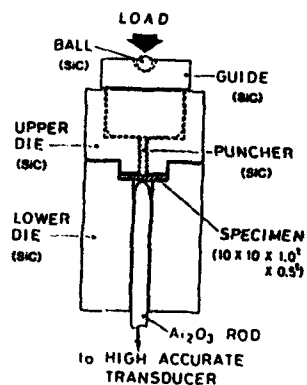 LOAD
BALL
(SiC)
GUIDE
(SiC)
UPPER
DIE
(SiC)
PUNCHER
(SiC)
LOWER
DIE
(SiC)
SPECIMEN
(10 X 10 X 1.0ᵗ
X 0.5ᵗ)
Aℓ₂O₃ ROD
to HIGH ACCURATE
TRANSDUCER